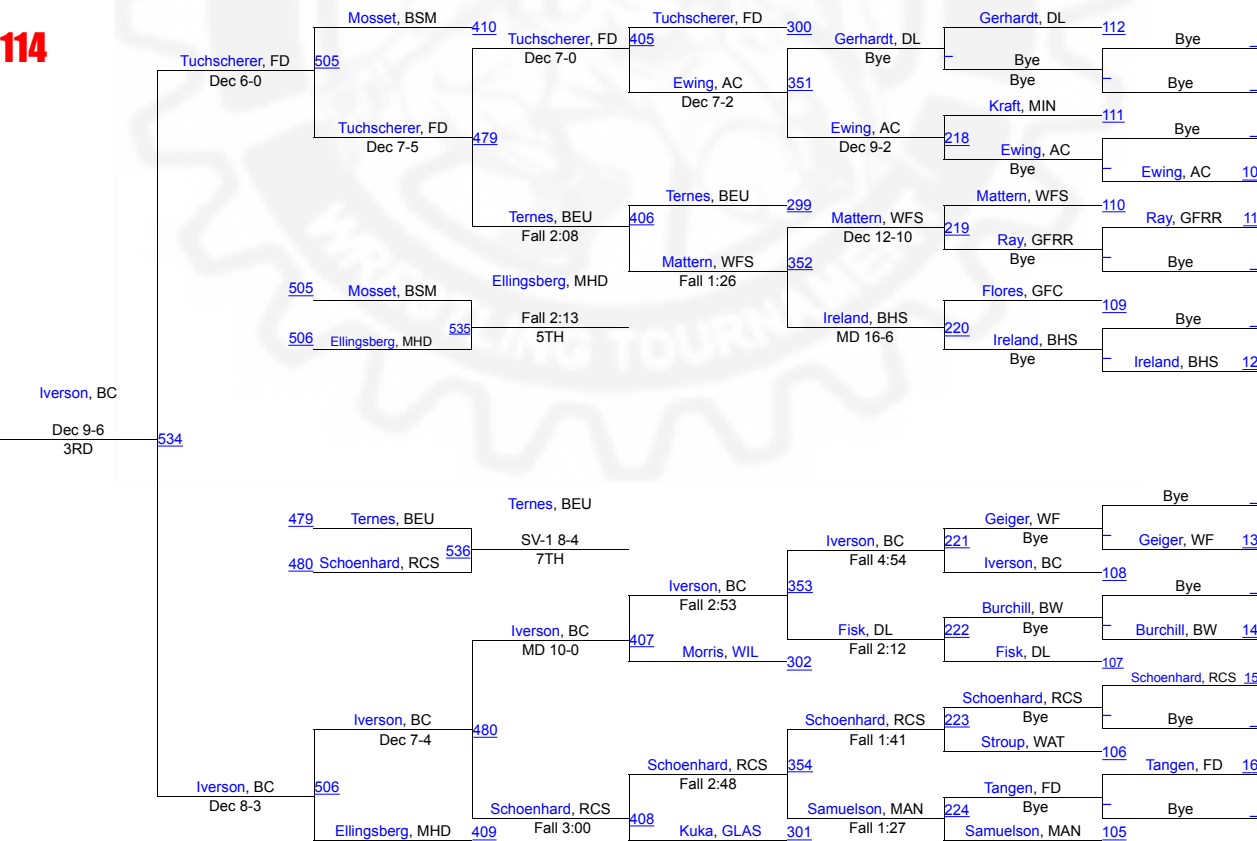 114
Mosset, BSM
410
Tuchscherer, FD
300
Gerhardt, DL
112
Bye
Tuchscherer, FD
505
Dec 6-0
Tuchscherer, FD
405
Dec 7-0
Gerhardt, DL
Bye
Bye
Bye
Bye
Ewing, AC
351
Dec 7-2
Kraft, MIN
111
Tuchscherer, FD
Dec 7-5
479
Ewing, AC
Dec 9-2
218
Bye
Ewing, AC
Bye
Ewing, AC 10
Ternes, BEU
299
Mattern, WFS
110
Ternes, BEU
406
Fall 2:08
Mattern, WFS
Dec 12-10
219
Ray, GFRR 11
Ray, GFRR
Bye
Mattern, WFS
352
Fall 1:26
Bye
Ellingsberg, MHD
505 Mosset, BSM
Flores, GFC
109
Fall 2:13
535
5TH
Ireland, BHS
MD 16-6
220
Bye
506 Ellingsberg, MHD
Ireland, BHS
Bye
Ireland, BHS 12
WRESTLING TOURNAMENT
Iverson, BC
Dec 9-6
534
3RD
Ternes, BEU
Bye
479 Ternes, BEU
Geiger, WF
Bye
SV-1 8-4
536
7TH
Iverson, BC
Fall 4:54
221
Geiger, WF 13
480 Schoenhard, RCS
Iverson, BC
108
Iverson, BC
353
Fall 2:53
Bye
Burchill, BW
Bye
Iverson, BC
407
MD 10-0
Fisk, DL
Fall 2:12
222
Burchill, BW 14
Morris, WIL
302
Fisk, DL
107
Schoenhard, RCS 15
Schoenhard, RCS
Bye
Iverson, BC
480
Dec 7-4
Schoenhard, RCS
Fall 1:41
223
Bye
Stroup, WAT
106
Schoenhard, RCS
354
Fall 2:48
Tangen, FD 16
Iverson, BC
506
Dec 8-3
Tangen, FD
Bye
Schoenhard, RCS
408
Fall 3:00
Samuelson, MAN
Fall 1:27
224
Bye
Ellingsberg, MHD
409
Kuka, GLAS
301
Samuelson, MAN
105